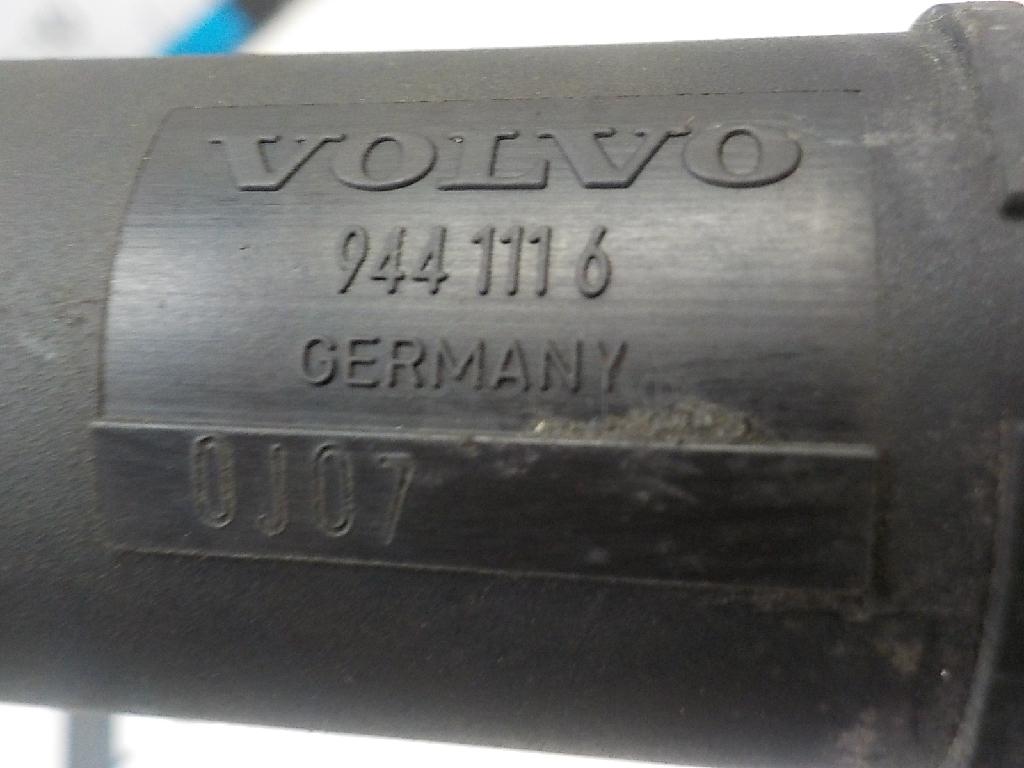 VOLVO
944 111 6
GERMANY
0J07